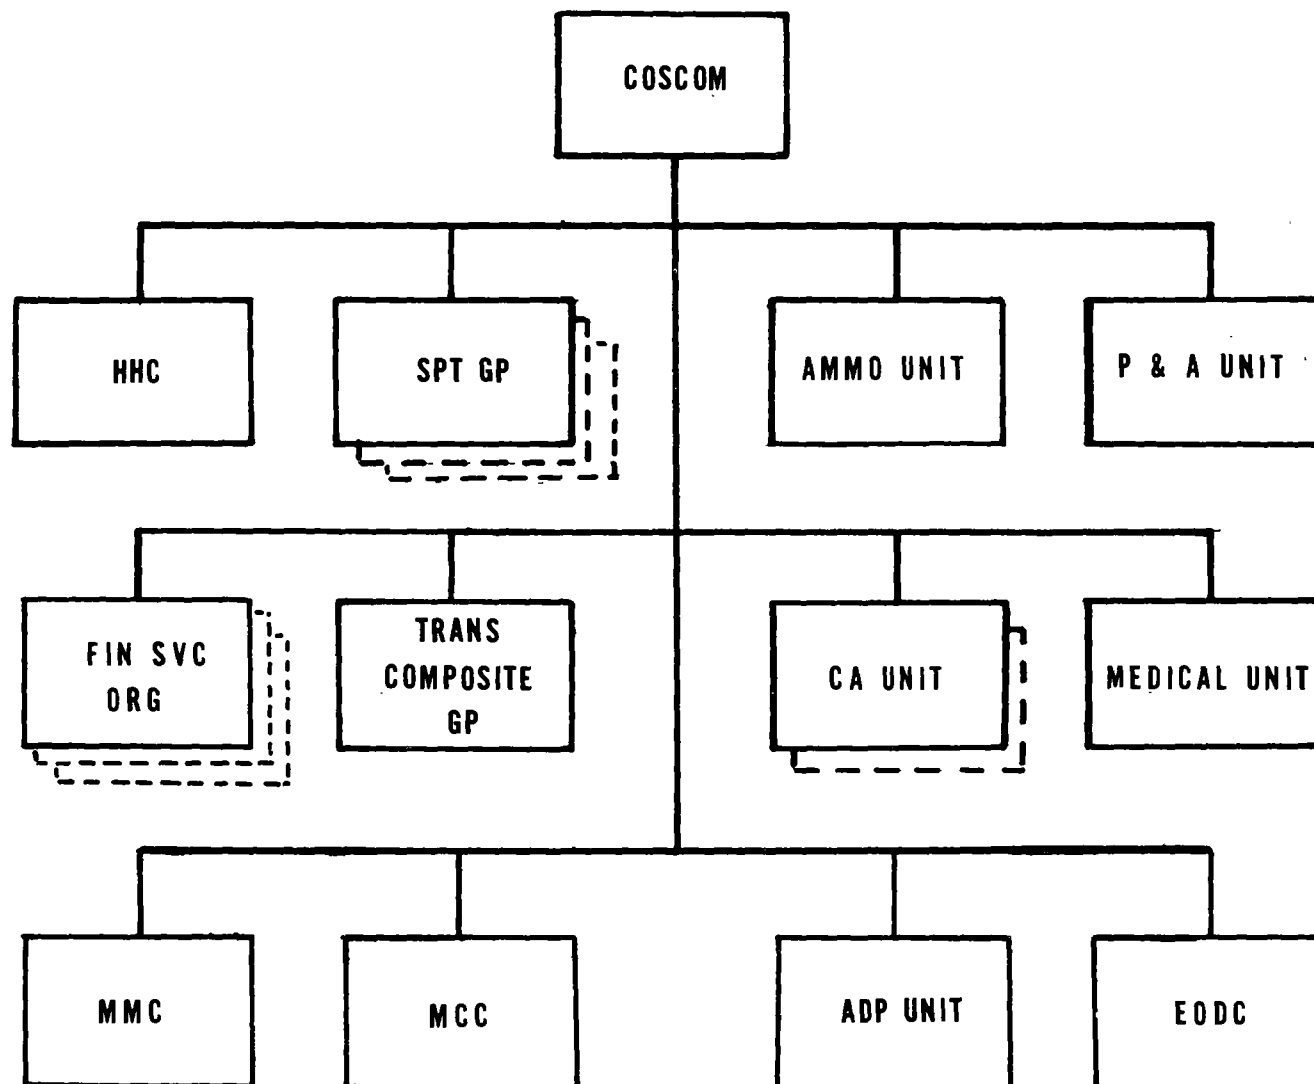 COSCOM
HHC
SPT GP
AMMO UNIT
P & A UNIT
FIN SVC
ORG
TRANS
COMPOSITE
GP
CA UNIT
MEDICAL UNIT
MMC
MCC
ADP UNIT
EODC